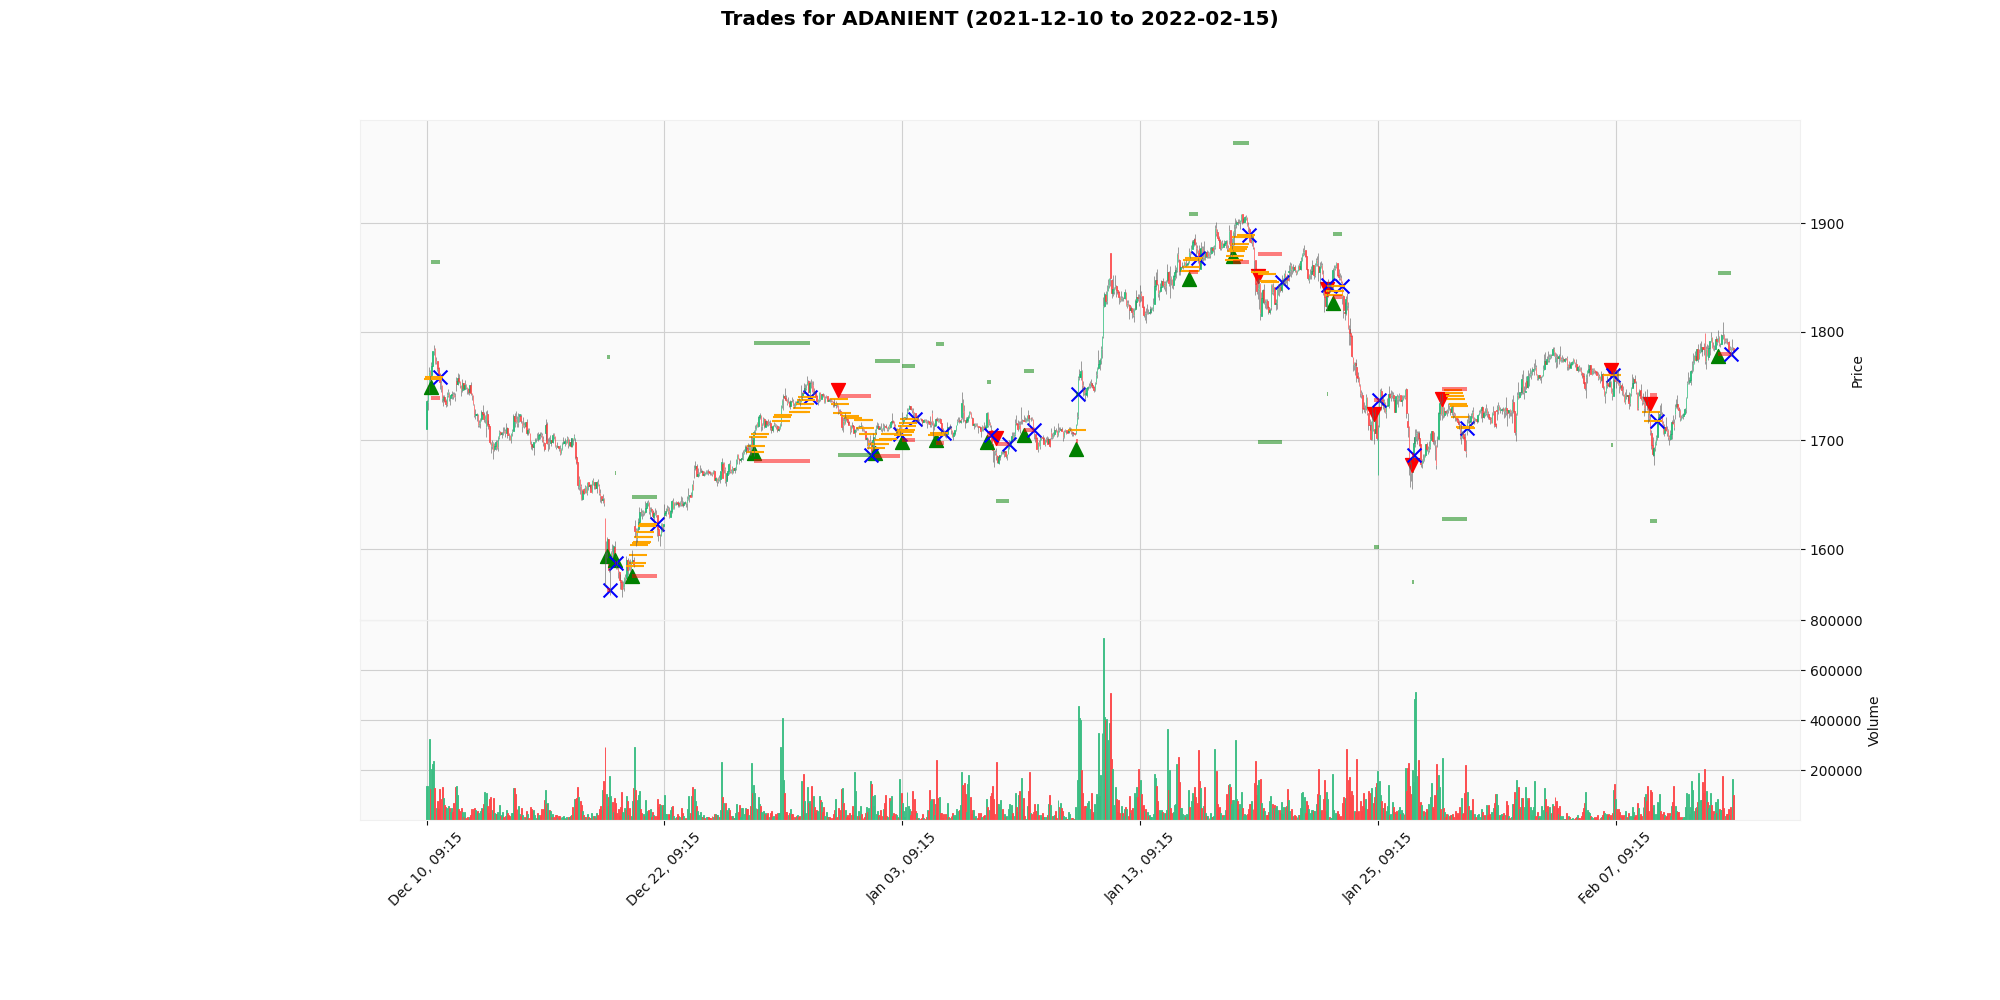 Trades for ADANIENT (2021-12-10 to 2022-02-15)
1900
1800
1700
1600
Price
800000
600000
400000
200000
Volume
Dec 10, 09:15
Dec 22, 09:15
Jan 03, 09:15
Jan 13, 09:15
Jan 25, 09:15
Feb 07, 09:15